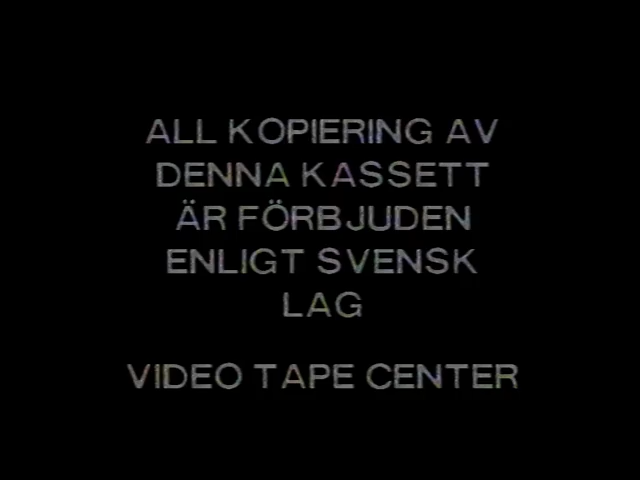 ALL KOPIERING AV
DENNA KASSETT
ÄR FÖRBJUDEN
ENLIGT SVENSK
LAG
VIDEO TAPE CENTER